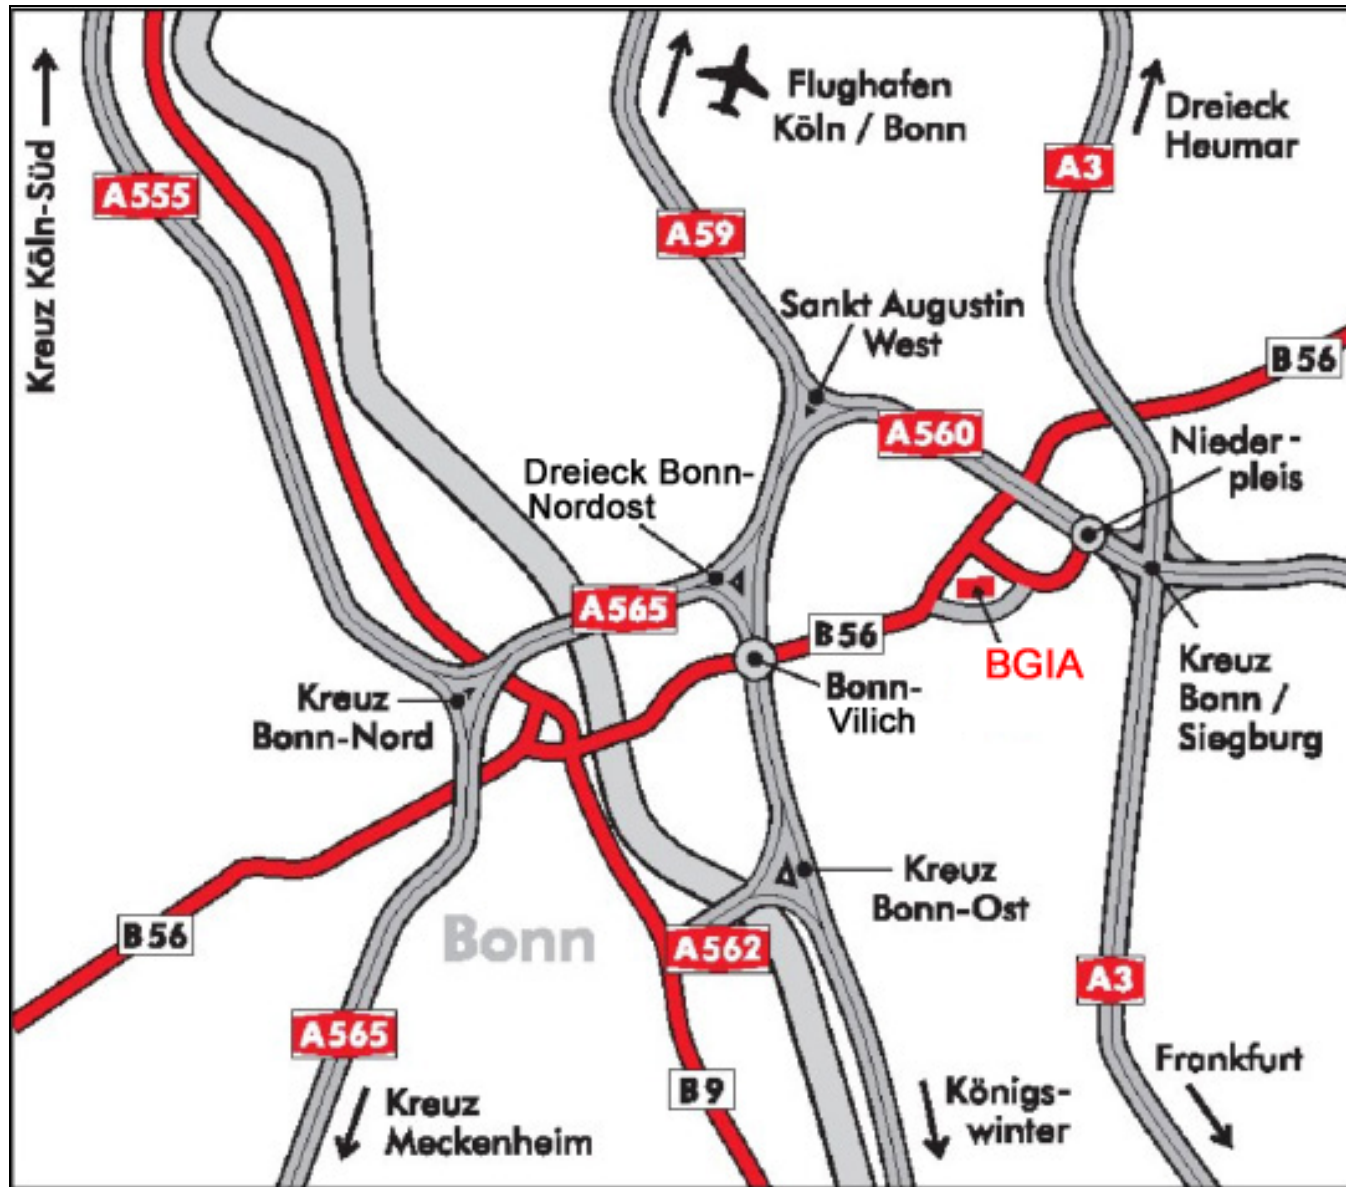 Kreuz Köln-Süd
A555
Flughafen
Köln / Bonn
Dreieck
Heumar
A3
A59
Sankt Augustin
West
B56
A560
Nieder-
pleis
Dreieck Bonn-
Nordost
A565
B56
BGIA
Kreuz
Bonn-Nord
Bonn-
Vilich
Kreuz
Bonn /
Siegburg
Kreuz
Bonn-Ost
B56
Bonn
A562
A3
A565
B9
Kreuz
Meckenheim
Königs-
winter
Frankfurt